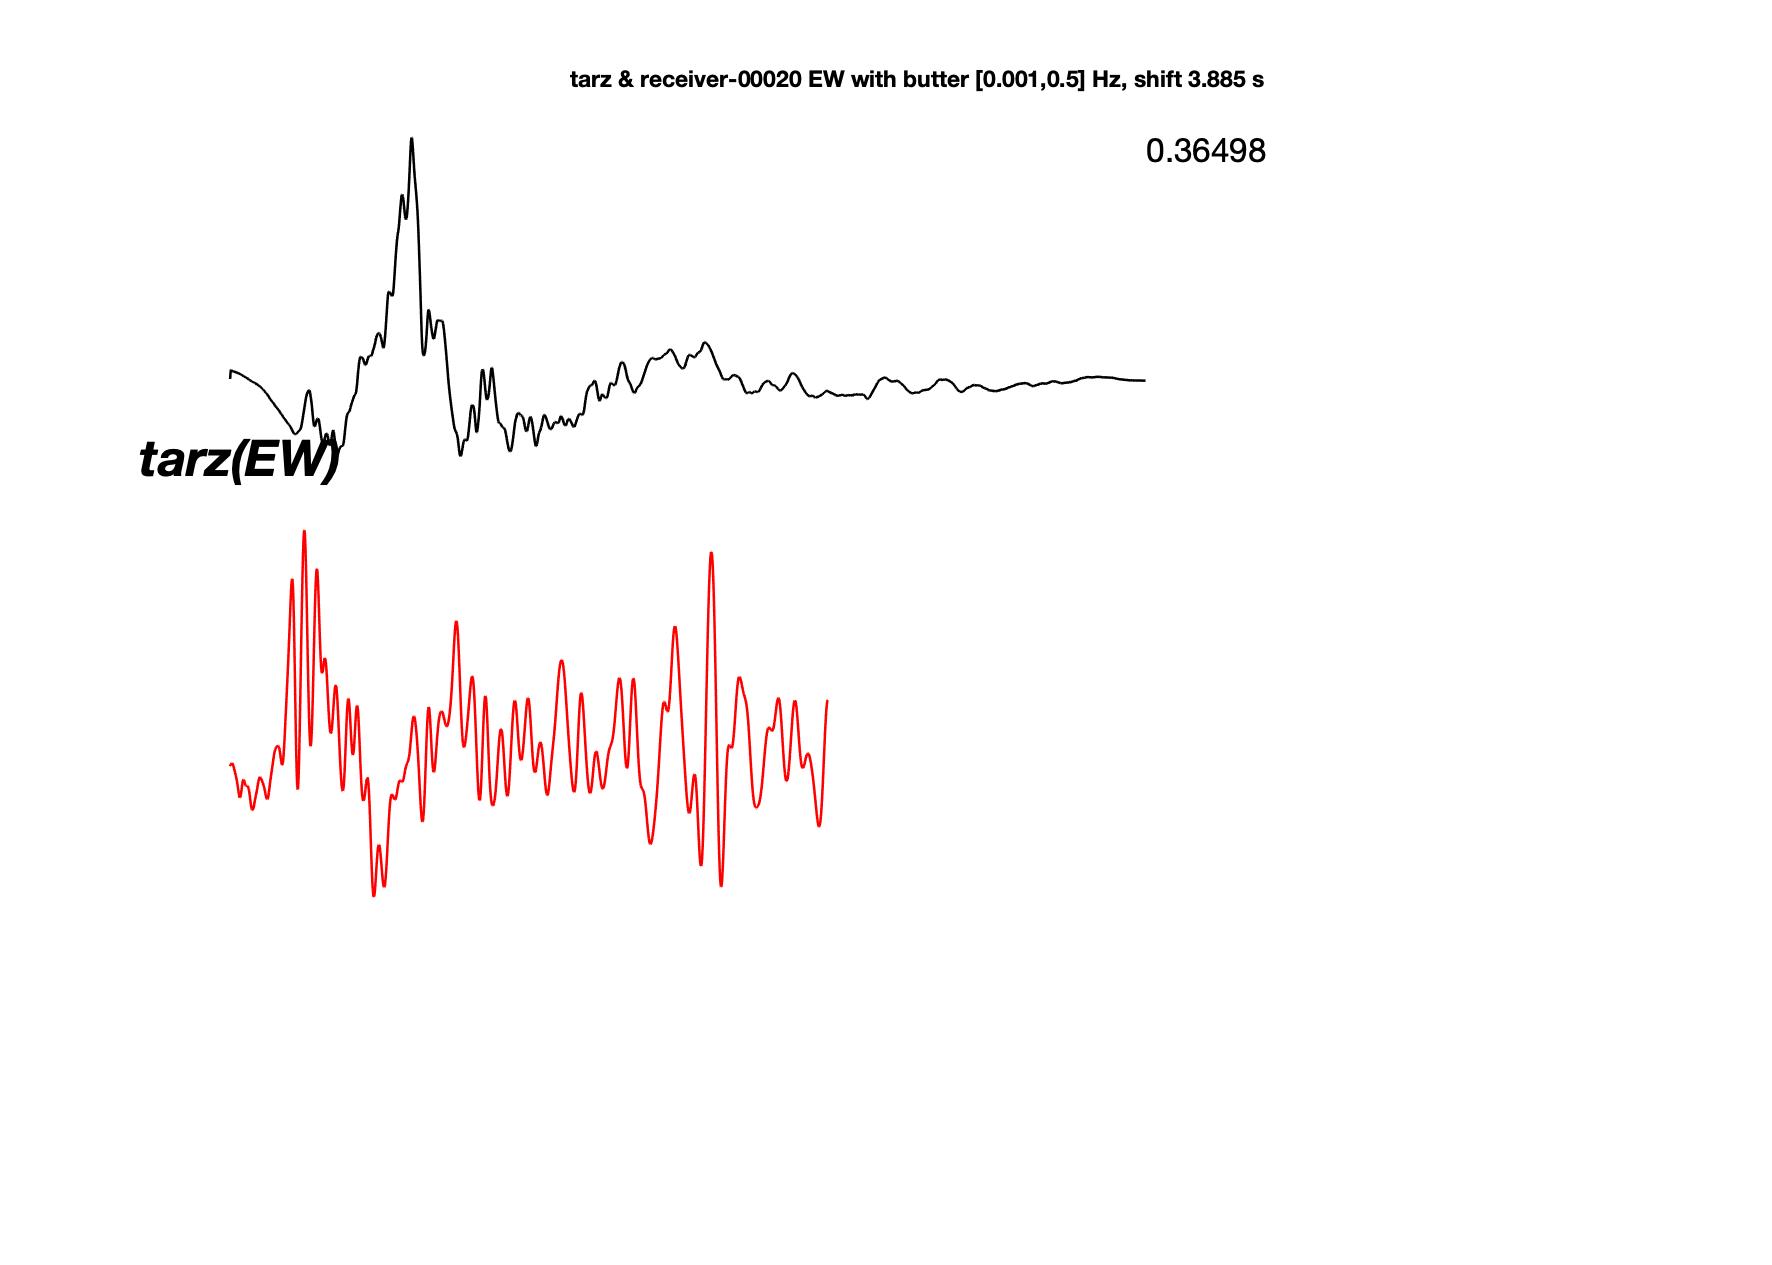 tarz & receiver-00020 EW with butter [0.001,0.5] Hz, shift 3.885 s
0.36498
tarz(EW)